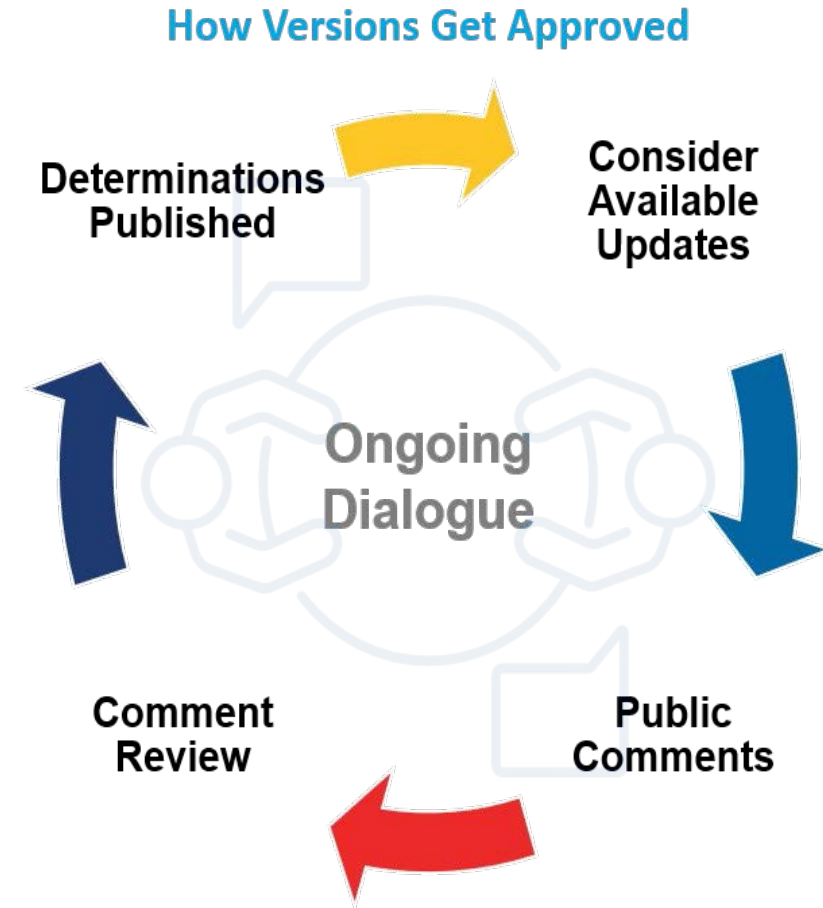 How Versions Get Approved
Determinations
Published
Consider
Available
Updates
Ongoing
Dialogue
Comment
Review
Public
Comments